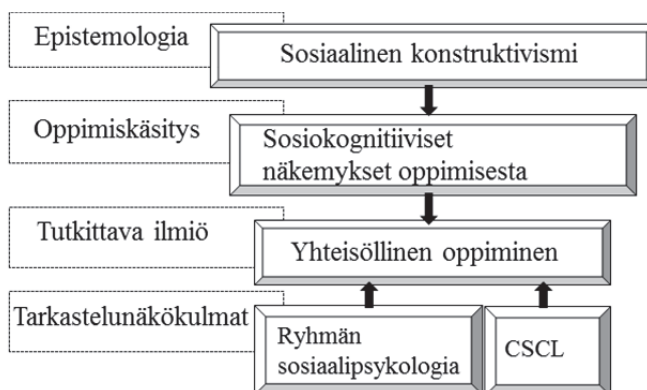 Epistemologia
Sosiaalinen konstruktivismi
Oppimiskäsitys
Sosiokognitiiviset
näkemykset oppimisesta
Tutkittava ilmiö
Yhteisöllinen oppiminen
Tarkastelunäkökulmat
Ryhmän
sosiaalipsykologia
CSCL